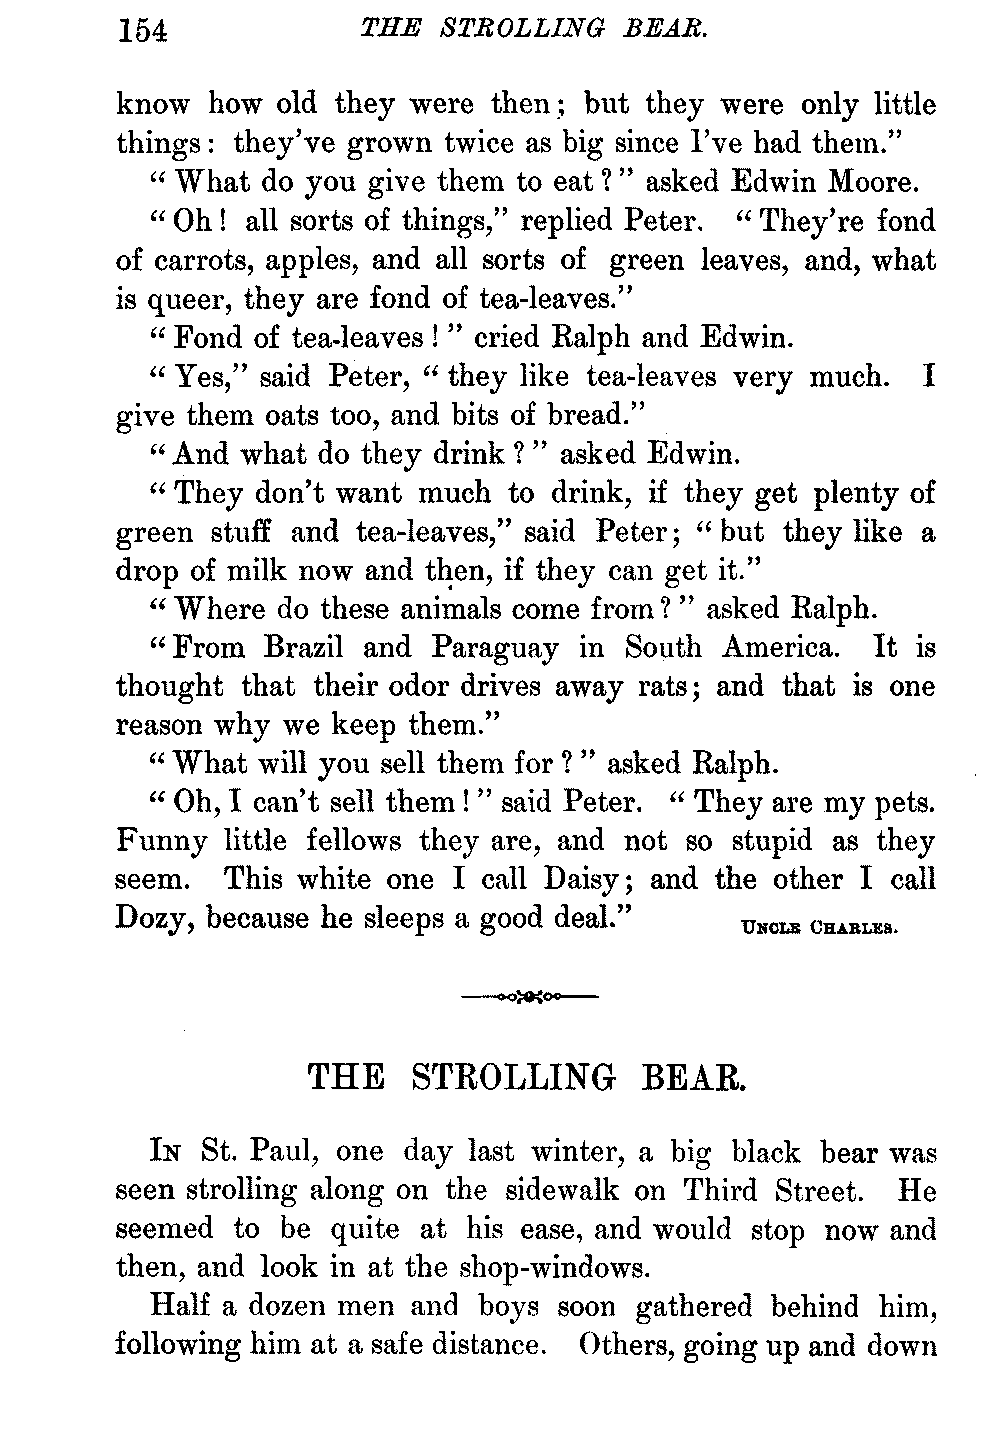 154 THE STROLLING BEAR.
know how old they were then; but they were only little
things: they've grown twice as big since I've had them."
"What do you give them to eat?" asked Edwin Moore.
"Oh! all sorts of things," replied Peter. "They're fond
of carrots, apples, and all sorts of green leaves, and, what
is queer, they are fond of tea-leaves."
"Fond of tea-leaves!" cried Ralph and Edwin.
"Yes," said Peter, "they like tea-leaves very much. I
give them oats too, and bits of bread."
"And what do they drink?" asked Edwin.
"They don't want much to drink, if they get plenty of
green stuff and tea-leaves," said Peter; "but they like a
drop of milk now and then, if they can get it."
"Where do these animals come from?" asked Ralph.
"From Brazil and Paraguay in South America. It is
thought that their odor drives away rats; and that is one
reason why we keep them."
"What will you sell them for?" asked Ralph.
"Oh, I can't sell them!" said Peter. "They are my pets.
Funny little fellows they are, and not so stupid as they
seem. This white one I call Daisy; and the other I call
Dozy, because he sleeps a good deal." UNCLE CHARLES.
THE STROLLING BEAR.
IN St. Paul, one day last winter, a big black bear was
seen strolling along on the sidewalk on Third Street. He
seemed to be quite at his ease, and would stop now and
then, and look in at the shop-windows.
Half a dozen men and boys soon gathered behind him,
following him at a safe distance. Others, going up and down